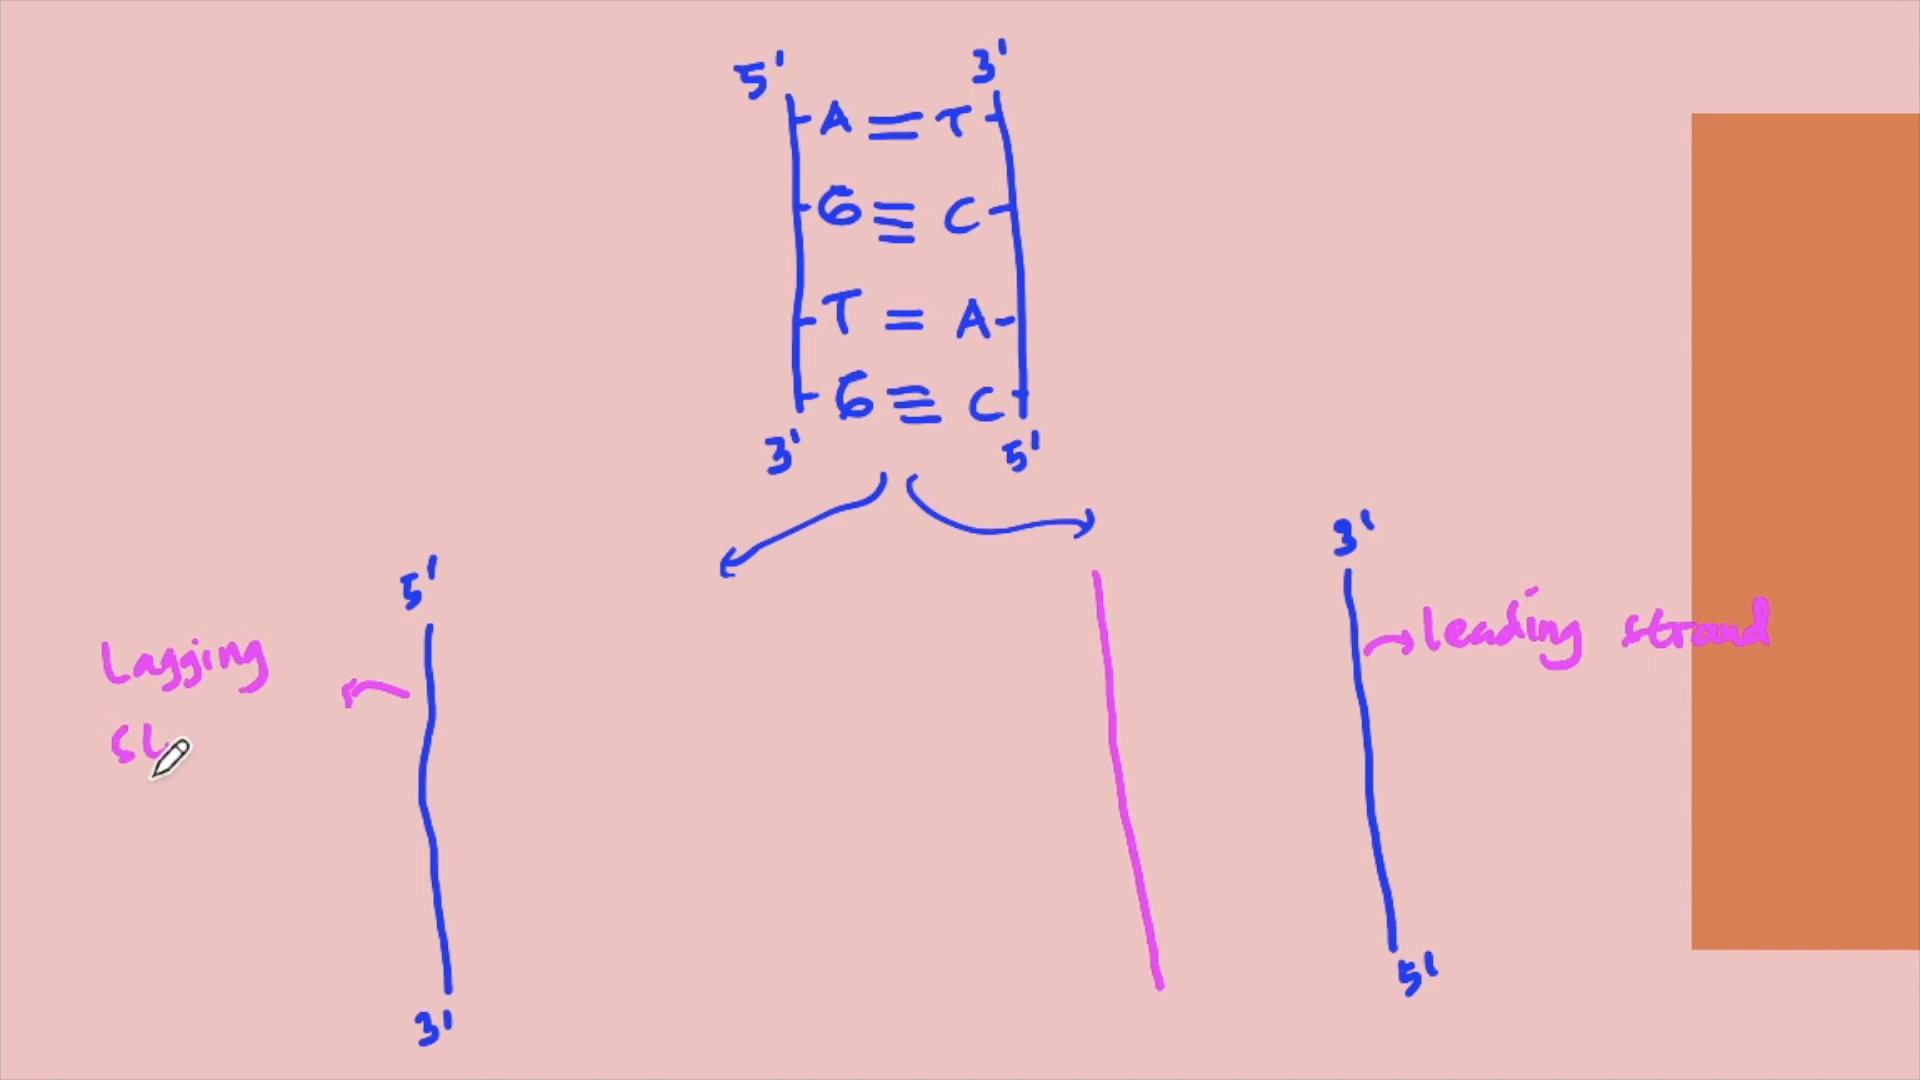 5' 3'
A = T
G ≡ C
T = A
G ≡ C
3' 5'
5' 3'
Lagging leading strand
3' 5'